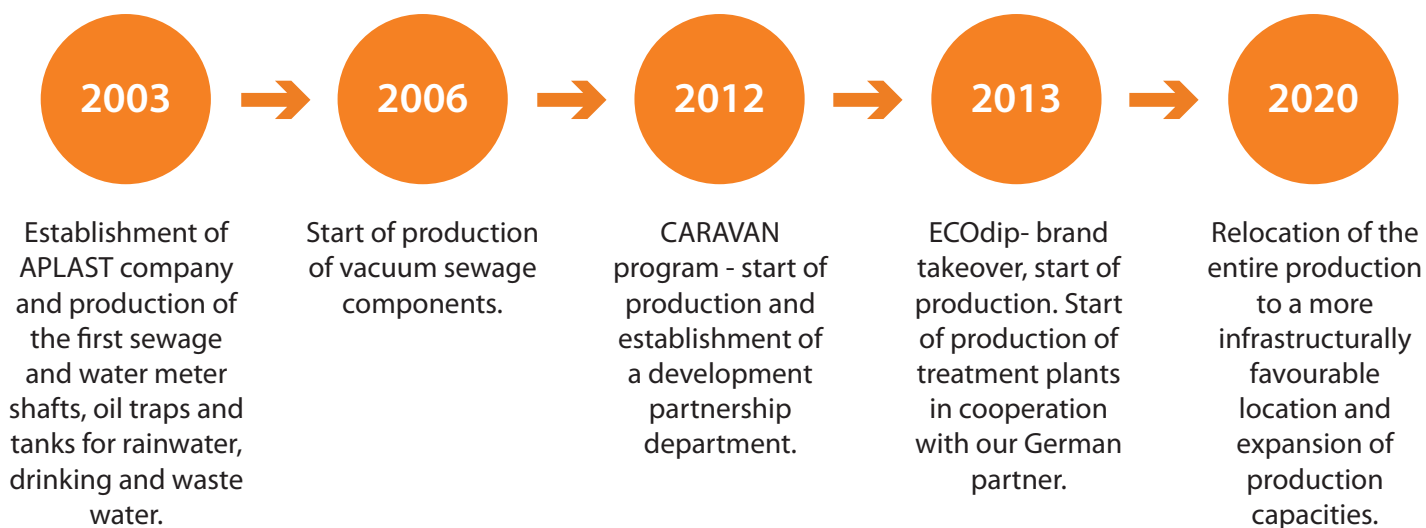 2003
Establishment of
APLAST company
and production of
the first sewage
and water meter
shafts, oil traps and
tanks for rainwater,
drinking and waste
water.
2006
Start of production
of vacuum sewage
components.
2012
CARAVAN
program - start of
production and
establishment of
a development
partnership
department.
2013
ECOdip- brand
takeover, start of
production. Start
of production of
treatment plants
in cooperation
with our German
partner.
2020
Relocation of the
entire production
to a more
infrastructurally
favourable
location and
expansion of
production
capacities.